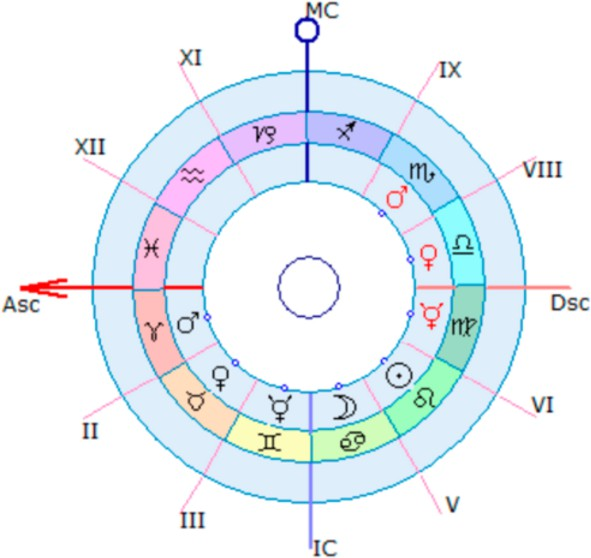 MC
XI
IX
♑ ♐
XII
♒ ♏
VIII
♂
♓ ♀ ♎
Asc
Dsc
♈ ♂ ☿ ♍
♀ ☿ ☽ ☉
♉ ♌
II
♊ ♋
VI
III
V
IC